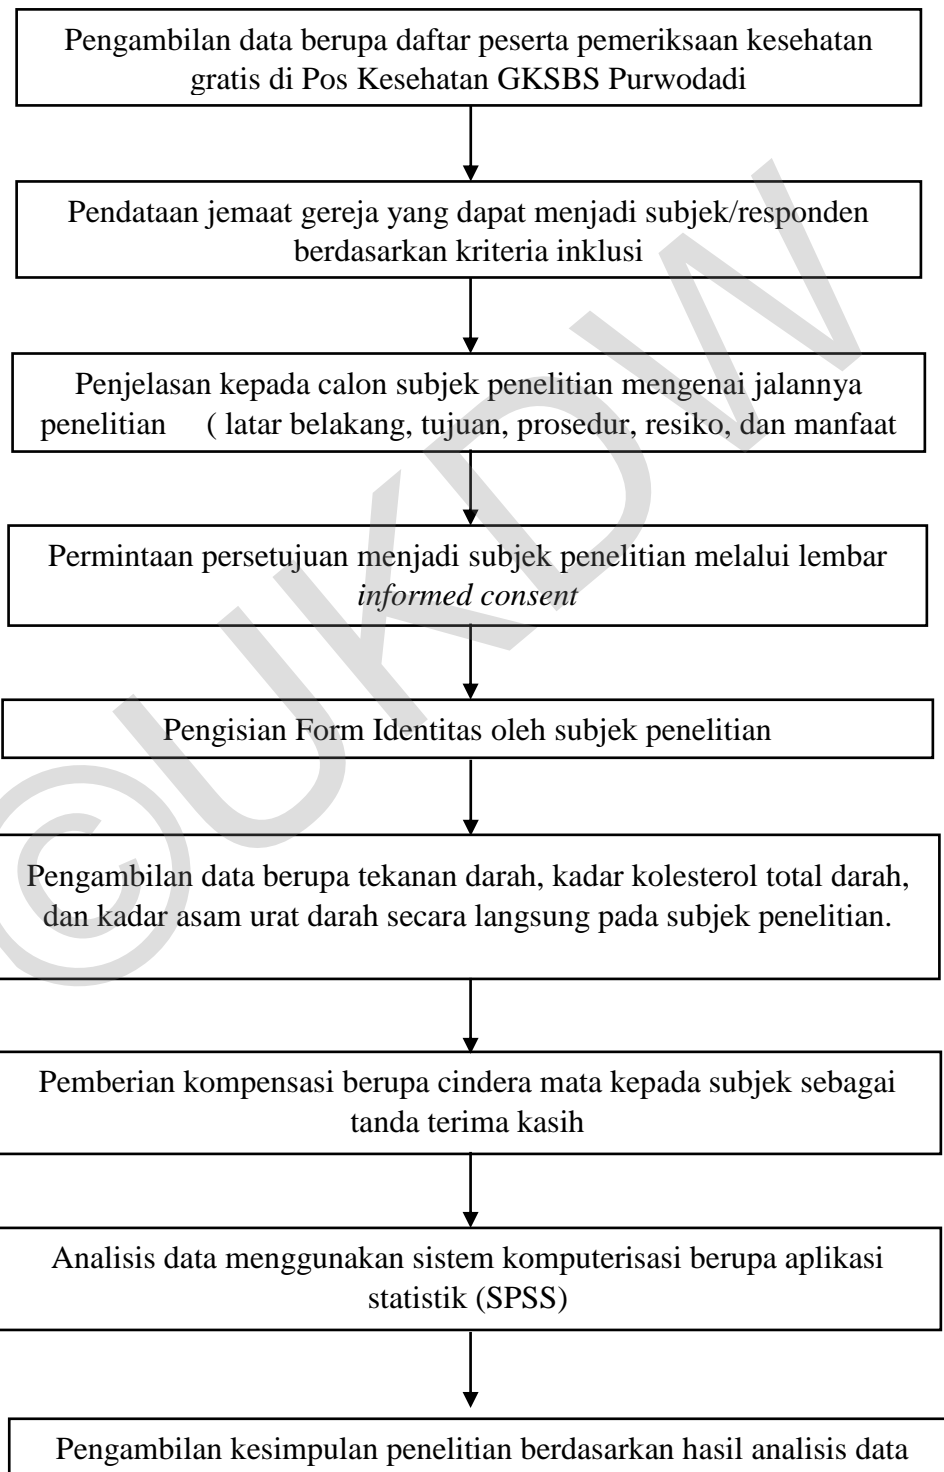 Pengambilan data berupa daftar peserta pemeriksaan kesehatan
gratis di Pos Kesehatan GKSBS Purwodadi
Pendataan jemaat gereja yang dapat menjadi subjek/responden
berdasarkan kriteria inklusi
Penjelasan kepada calon subjek penelitian mengenai jalannya
penelitian ( latar belakang, tujuan, prosedur, resiko, dan manfaat
Permintaan persetujuan menjadi subjek penelitian melalui lembar
informed consent
Pengisian Form Identitas oleh subjek penelitian
Pengambilan data berupa tekanan darah, kadar kolesterol total darah,
dan kadar asam urat darah secara langsung pada subjek penelitian.
Pemberian kompensasi berupa cindera mata kepada subjek sebagai
tanda terima kasih
Analisis data menggunakan sistem komputerisasi berupa aplikasi
statistik (SPSS)
Pengambilan kesimpulan penelitian berdasarkan hasil analisis data
©UKDW